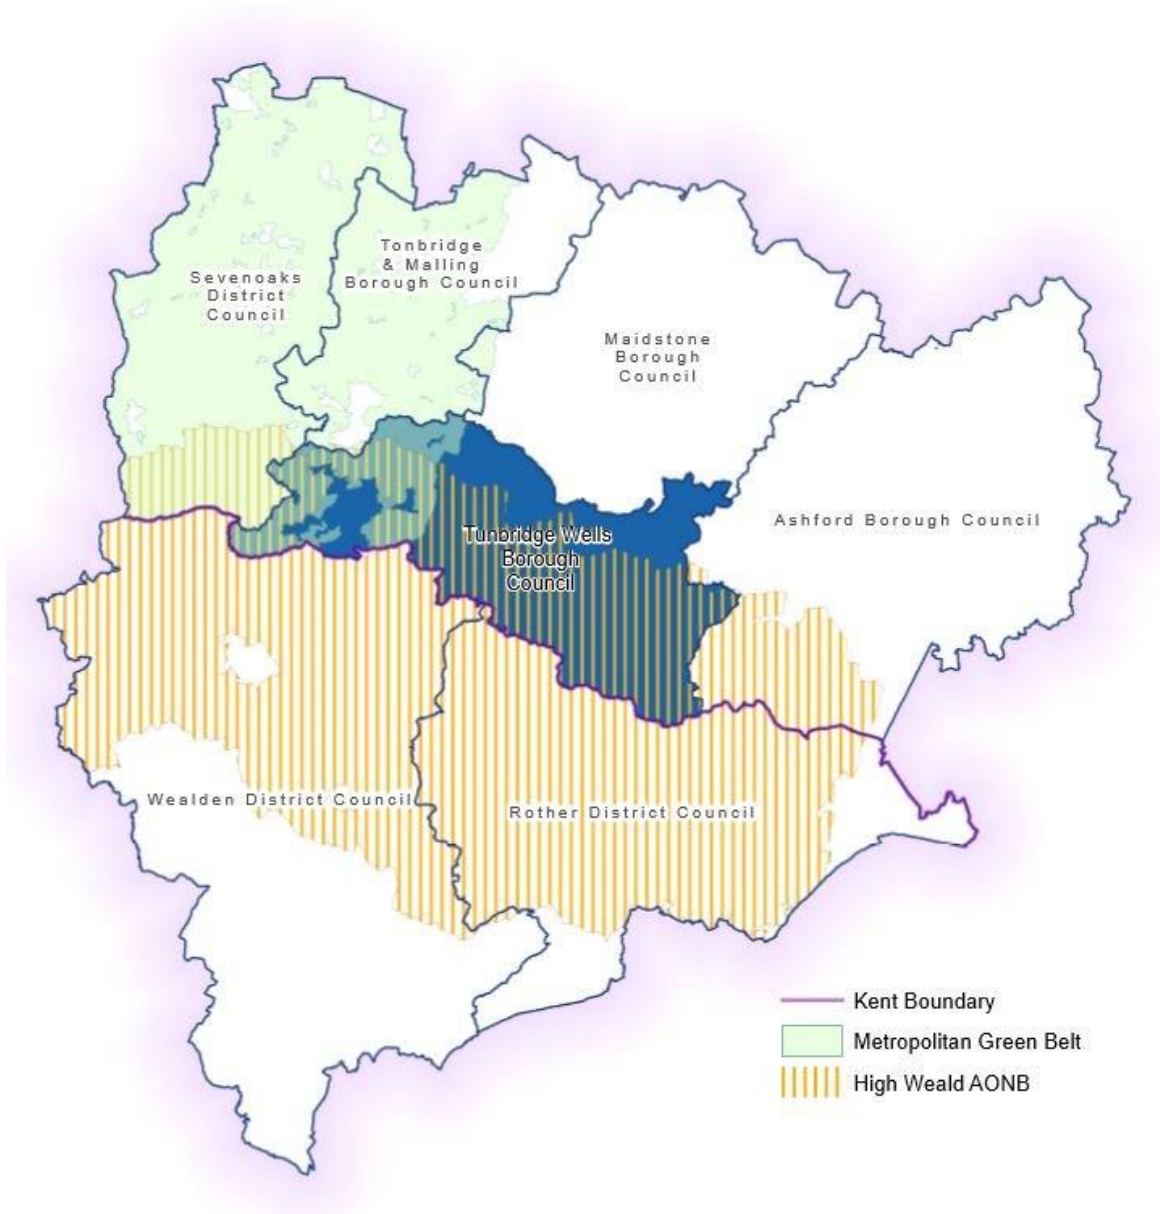 Tonbridge
& Malling
Borough Council
Sevenoaks
District
Council
Maidstone
Borough
Council
Ashford Borough Council
Tunbridge Wells
Borough
Council
Wealden District Council
Rother District Council
Kent Boundary
Metropolitan Green Belt
High Weald AONB